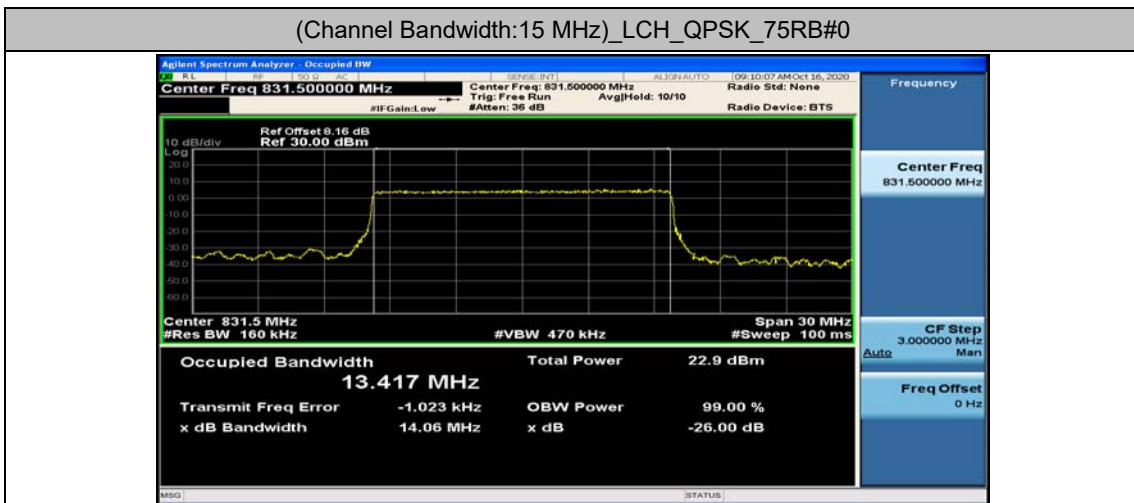 (Channel Bandwidth:15 MHz)_LCH_QPSK_75RB#0
Agilent Spectrum Analyzer - Occupied BW
RL RF 50 Ω AC SENSE:INT ALIGN AUTO 09:10:07 AM Oct 16, 2020
Center Freq 831.500000 MHz
Center Freq: 831.500000 MHz
Radio Std: None
Trig: Free Run
Avg|Hold: 10/10
#IFGain:Low
#Atten: 36 dB
Radio Device: BTS
Ref Offset 8.16 dB
10 dB/div
Ref 30.00 dBm
Log
20.0
10.0
0.00
-10.0
-20.0
-30.0
-40.0
-50.0
-60.0
Center 831.5 MHz
Span 30 MHz
#Res BW 160 kHz
#VBW 470 kHz
#Sweep 100 ms
Occupied Bandwidth
Total Power 22.9 dBm
13.417 MHz
Transmit Freq Error -1.023 kHz
OBW Power 99.00 %
x dB Bandwidth 14.06 MHz
x dB -26.00 dB
MSG
STATUS
Frequency
Center Freq
831.500000 MHz
CF Step
3.000000 MHz
Auto Man
Freq Offset
0 Hz